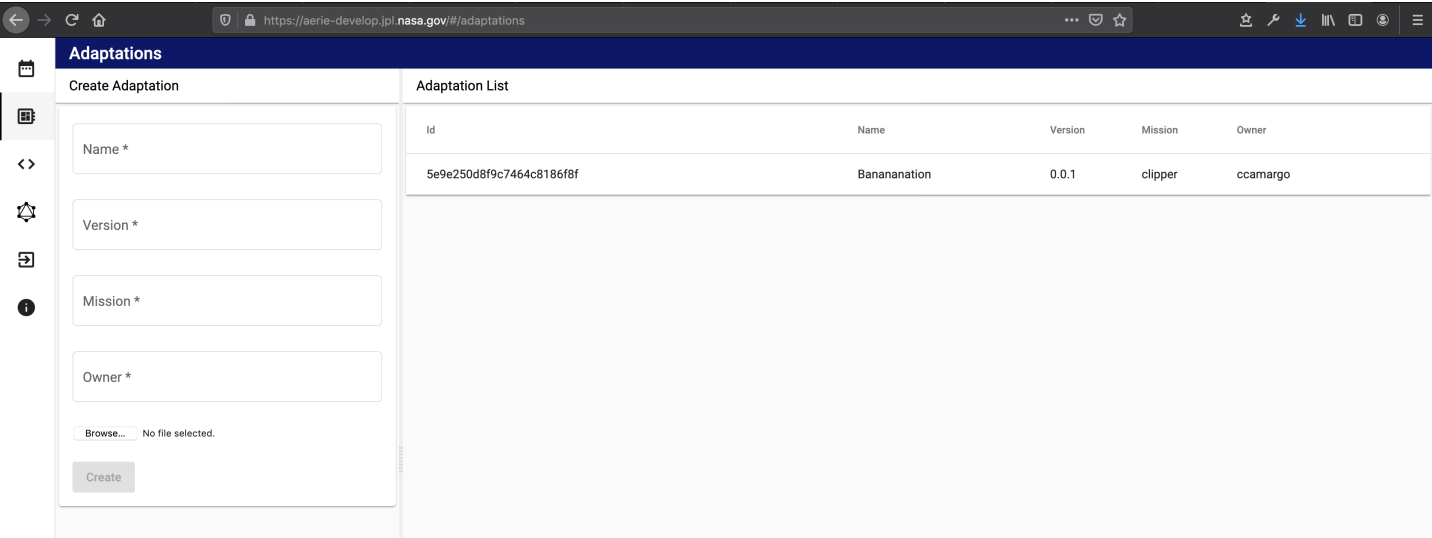 https://aerie-develop.jpl.nasa.gov/#/adaptations
Adaptations
Create Adaptation
Name *
Version *
Mission *
Owner *
Browse... No file selected.
Create
Adaptation List
Id Name Version Mission Owner
5e9e250d8f9c7464c8186f8f Banananation 0.0.1 clipper ccamargo